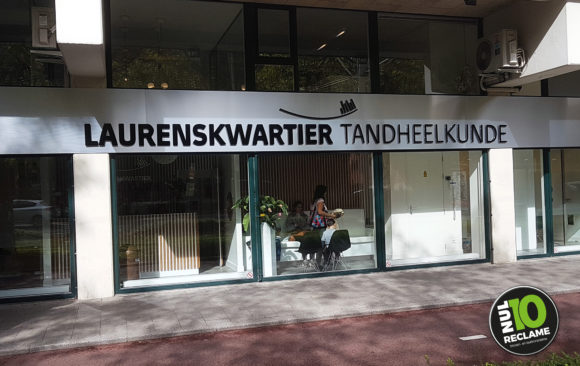 LAURENSKWARTIER TANDHEELKUNDE
NUL
10
RECLAME